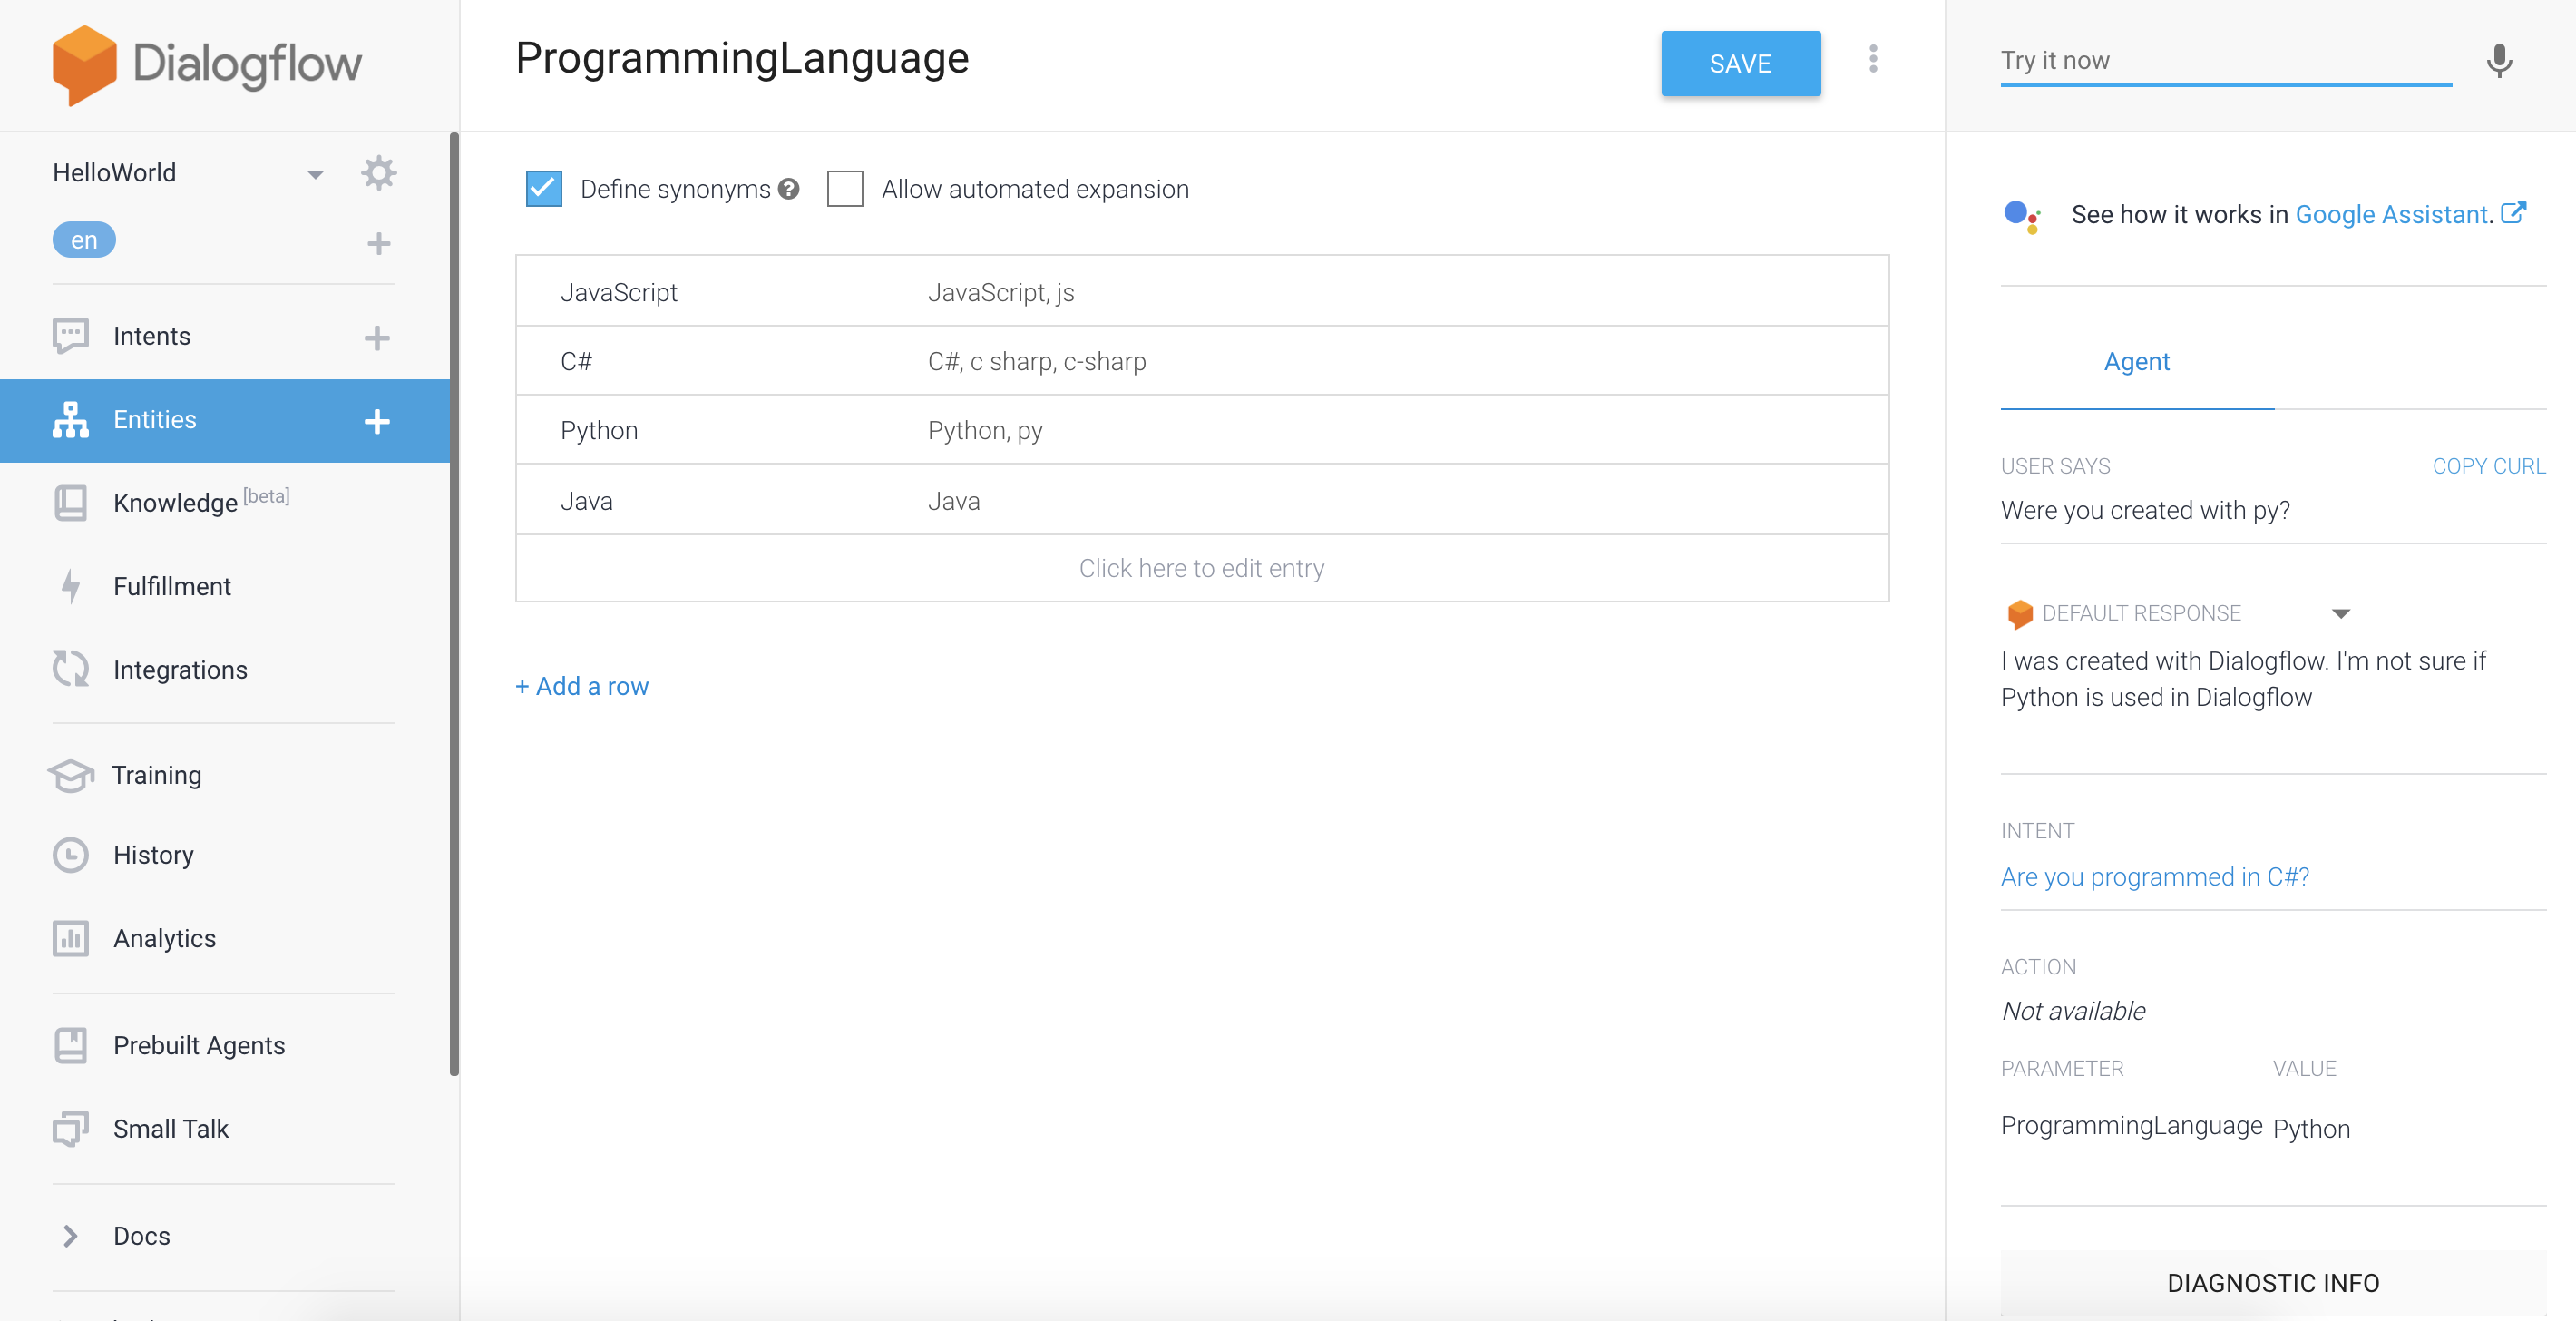 Dialogflow
HelloWorld
en
Intents
Entities
Knowledge [beta]
Fulfillment
Integrations
Training
History
Analytics
Prebuilt Agents
Small Talk
Docs
ProgrammingLanguage
SAVE
Define synonyms ?
Allow automated expansion
JavaScript JavaScript, js
C# C#, c sharp, c-sharp
Python Python, py
Java Java
Click here to edit entry
+ Add a row
Try it now
See how it works in Google Assistant.
Agent
USER SAYS COPY CURL
Were you created with py?
DEFAULT RESPONSE
I was created with Dialogflow. I'm not sure if
Python is used in Dialogflow
INTENT
Are you programmed in C#?
ACTION
Not available
PARAMETER VALUE
ProgrammingLanguage Python
DIAGNOSTIC INFO